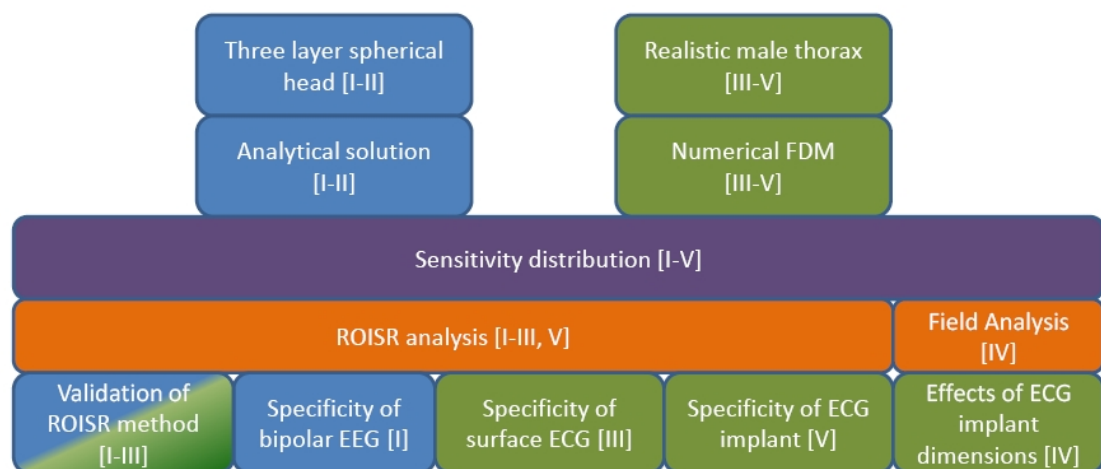 Three layer spherical
head [I-II]
Realistic male thorax
[III-V]
Analytical solution
[I-II]
Numerical FDM
[III-V]
Sensitivity distribution [I-V]
ROISR analysis [I-III, V]
Field Analysis
[IV]
Validation of
ROISR method
[I-III]
Specificity of
bipolar EEG [I]
Specificity of
surface ECG [III]
Specificity of ECG
implant [V]
Effects of ECG
implant
dimensions [IV]